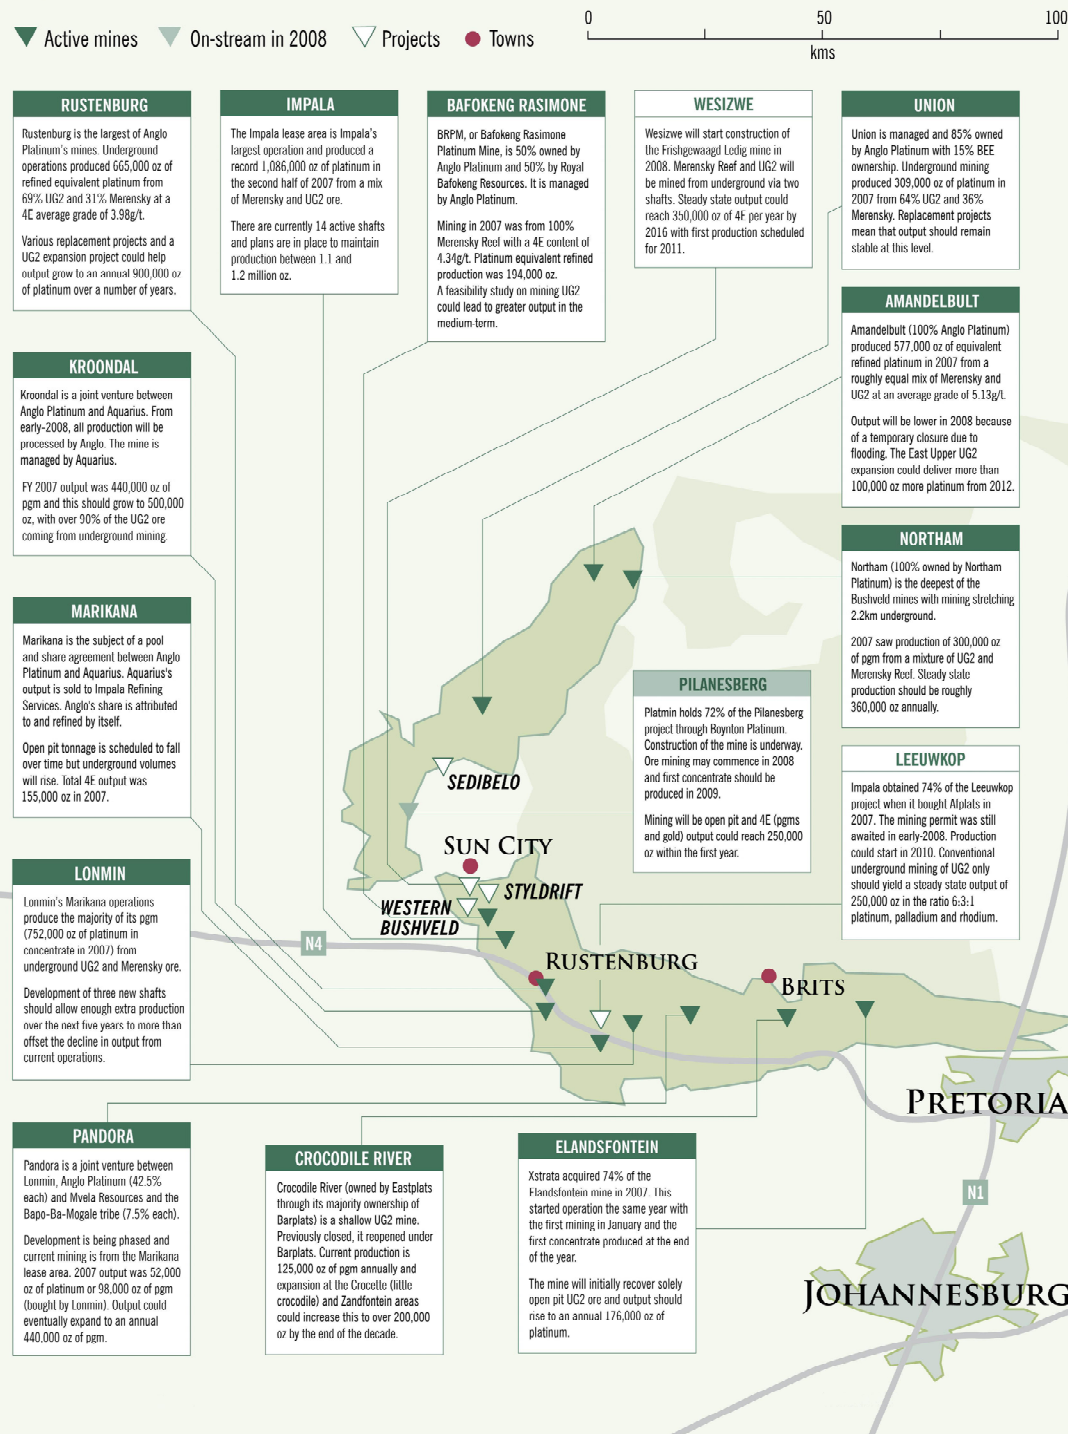 Active mines
On-stream in 2008
Projects
Towns
0
50
100
kms
RUSTENBURG
Rustenburg is the largest of Anglo
Platinum's mines. Underground
operations produced 665,000 oz of
refined equivalent platinum from
69% UG2 and 31% Merensky at a
4E average grade of 3.98g/t.
Various replacement projects and a
UG2 expansion project could help
output grow to an annual 900,000 oz
of platinum over a number of years.
IMPALA
The Impala lease area is Impala's
largest operation and produced a
record 1,086,000 oz of platinum in
the second half of 2007 from a mix
of Merensky and UG2 ore.
There are currently 14 active shafts
and plans are in place to maintain
production between 1.1 and
1.2 million oz.
BAFOKENG RASIMONE
BRPM, or Bafokeng Rasimone
Platinum Mine, is 50% owned by
Anglo Platinum and 50% by Royal
Bafokeng Resources. It is managed
by Anglo Platinum.
Mining in 2007 was from 100%
Merensky Reef with a 4E content of
4.34g/t. Platinum equivalent refined
production was 194,000 oz.
A feasibility study on mining UG2
could lead to greater output in the
medium-term.
WESIZWE
Wesizwe will start construction of
the Frishgewaagd Ledig mine in
2008. Merensky Reef and UG2 will
be mined from underground via two
shafts. Steady state output could
reach 350,000 oz of 4E per year by
2016 with first production scheduled
for 2011.
UNION
Union is managed and 85% owned
by Anglo Platinum with 15% BEE
ownership. Underground mining
produced 309,000 oz of platinum in
2007 from 64% UG2 and 36%
Merensky. Replacement projects
mean that output should remain
stable at this level.
AMANDELBULT
Amandelbult (100% Anglo Platinum)
produced 577,000 oz of equivalent
refined platinum in 2007 from a
roughly equal mix of Merensky and
UG2 at an average grade of 5.13g/t.
Output will be lower in 2008 because
of a temporary closure due to
flooding. The East Upper UG2
expansion could deliver more than
100,000 oz more platinum from 2012.
KROONDAL
Kroondal is a joint venture between
Anglo Platinum and Aquarius. From
early-2008, all production will be
processed by Anglo. The mine is
managed by Aquarius.
FY 2007 output was 440,000 oz of
pgm and this should grow to 500,000
oz, with over 90% of the UG2 ore
coming from underground mining.
NORTHAM
Northam (100% owned by Northam
Platinum) is the deepest of the
Bushveld mines with mining stretching
2.2km underground.
2007 saw production of 300,000 oz
of pgm from a mixture of UG2 and
Merensky Reef. Steady state
production should be roughly
360,000 oz annually.
MARIKANA
Marikana is the subject of a pool
and share agreement between Anglo
Platinum and Aquarius. Aquarius's
output is sold to Impala Refining
Services. Anglo's share is attributed
to and refined by itself.
Open pit tonnage is scheduled to fall
over time but underground volumes
will rise. Total 4E output was
155,000 oz in 2007.
PILANESBERG
Platmin holds 72% of the Pilanesberg
project through Boynton Platinum.
Construction of the mine is underway.
Ore mining may commence in 2008
and first concentrate should be
produced in 2009.
Mining will be open pit and 4E (pgms
and gold) output could reach 250,000
oz within the first year.
LEEUWKOP
Impala obtained 74% of the Leeuwkop
project when it bought Afplats in
2007. The mining permit was still
awaited in early-2008. Production
could start in 2010. Conventional
underground mining of UG2 only
should yield a steady state output of
250,000 oz in the ratio 6:3:1
platinum, palladium and rhodium.
SEDIBELO
SUN CITY
STYLDRIFT
WESTERN
BUSHVELD
N4
RUSTENBURG
BRITS
LONMIN
Lonmin's Marikana operations
produce the majority of its pgm
(752,000 oz of platinum in
concentrate in 2007) from
underground UG2 and Merensky ore.
Development of three new shafts
should allow enough extra production
over the next five years to more than
offset the decline in output from
current operations.
PRETORIA
N1
JOHANNESBURG
PANDORA
Pandora is a joint venture between
Lonmin, Anglo Platinum (42.5%
each) and Mvela Resources and the
Bapo-Ba-Mogale tribe (7.5% each).
Development is being phased and
current mining is from the Marikana
lease area. 2007 output was 52,000
oz of platinum or 98,000 oz of pgm
(bought by Lonmin). Output could
eventually expand to an annual
440,000 oz of pgm.
CROCODILE RIVER
Crocodile River (owned by Eastplats
through its majority ownership of
Barplats) is a shallow UG2 mine.
Previously closed, it reopened under
Barplats. Current production is
125,000 oz of pgm annually and
expansion at the Crocette (little
crocodile) and Zandfontein areas
could increase this to over 200,000
oz by the end of the decade.
ELANDSFONTEIN
Xstrata acquired 74% of the
Elandsfontein mine in 2007. This
started operation the same year with
the first mining in January and the
first concentrate produced at the end
of the year.
The mine will initially recover solely
open pit UG2 ore and output should
rise to an annual 176,000 oz of
platinum.